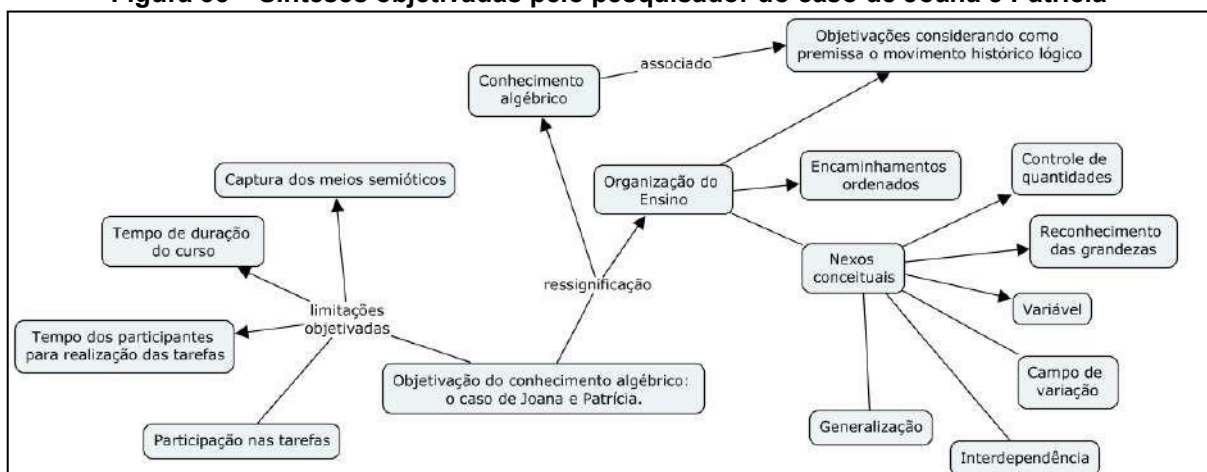 Objetivações considerando como
premissa o movimento histórico lógico
associado
Conhecimento
algébrico
Controle de
quantidades
Captura dos meios semióticos
Organização do
Ensino
Encaminhamentos
ordenados
Tempo de duração
do curso
Reconhecimento
das grandezas
Nexos
conceituais
ressignificação
limitações
objetivadas
Variável
Tempo dos participantes
para realização das tarefas
Objetivação do conhecimento algébrico:
o caso de Joana e Patrícia.
Campo de
variação
Participação nas tarefas
Generalização
Interdependência